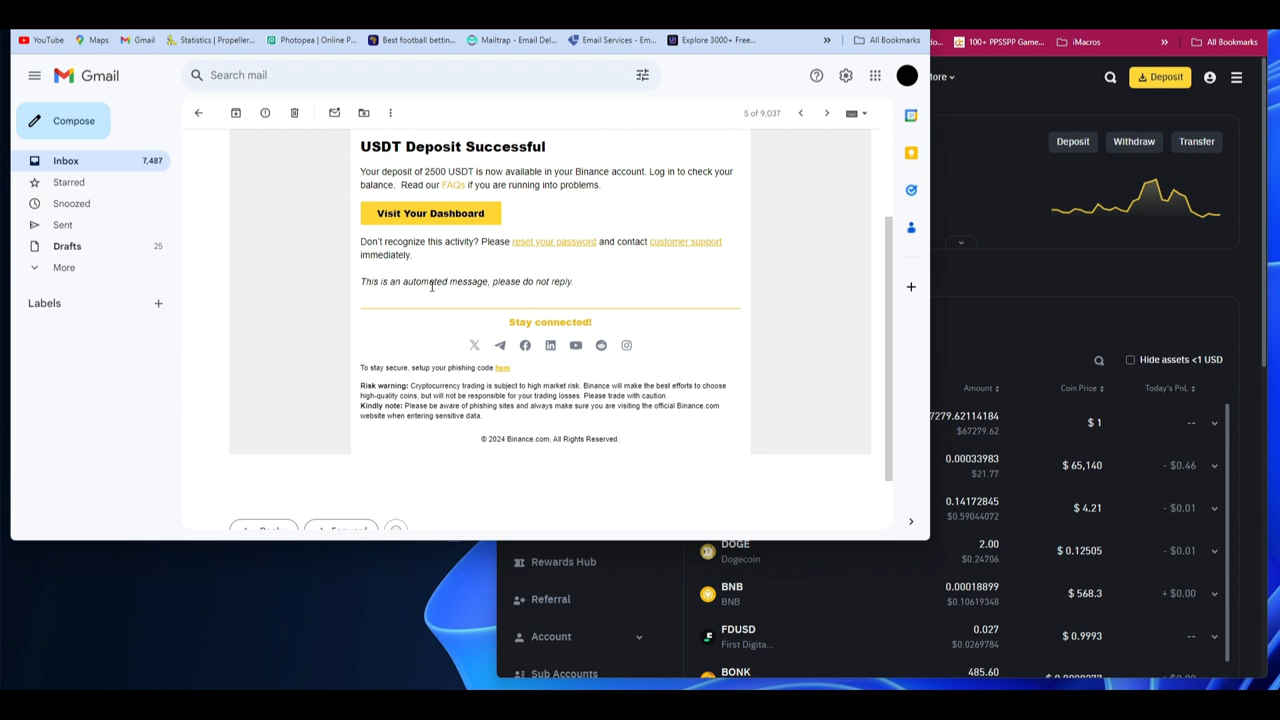 YouTube
Maps
Gmail
Statistics | Propeller...
Photopea | Online P...
Best football bettin...
Mailtrap - Email Del...
Email Services - Em...
Explore 3000+ Free...
»
All Bookmarks
do...
100+ PPSSPP Game...
iMacros
»
All Bookmarks
Gmail
Search mail
ore
Deposit
Compose
5 of 9,037
Deposit
Withdraw
Transfer
Inbox 7,487
Starred
Snoozed
Sent
Drafts 25
More
Labels
USDT Deposit Successful
Your deposit of 2500 USDT is now available in your Binance account. Log in to check your
balance. Read our FAQs if you are running into problems.
Visit Your Dashboard
Don't recognize this activity? Please reset your password and contact customer support
immediately.
This is an automated message, please do not reply.
Stay connected!
To stay secure, setup your phishing code here
Risk warning: Cryptocurrency trading is subject to high market risk. Binance will make the best efforts to choose
high-quality coins, but will not be responsible for your trading losses. Please trade with caution.
Kindly note: Please be aware of phishing sites and always make sure you are visiting the official Binance.com
website when entering sensitive data.
© 2024 Binance.com, All Rights Reserved.
Hide assets <1 USD
Amount
Coin Price
Today's PnL
7279.62114184
$67279.62
$ 1
--
0.00033983
$21.77
$ 65,140
- $0.46
0.14172845
$0.59044072
$ 4.21
- $0.01
DOGE
Dogecoin
2.00
$0.24706
$ 0.12505
- $0.01
BNB
BNB
0.00018899
$0.10619348
$ 568.3
+ $0.00
FDUSD
First Digita...
0.027
$0.0269784
$ 0.9993
--
BONK
485.60
Rewards Hub
Referral
Account
Sub Accounts